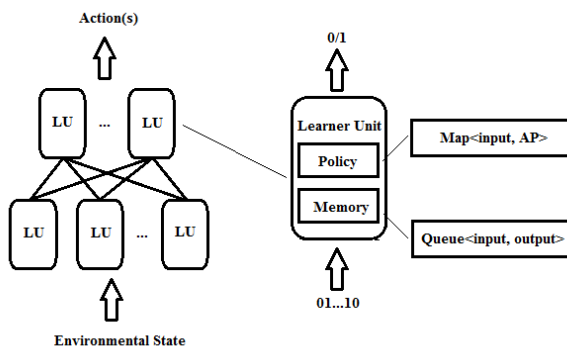 Action(s)
0/1
LU ... LU
Learner Unit
Policy
Memory
Map<input, AP>
Queue<input, output>
LU LU ... LU
01...10
Environmental State